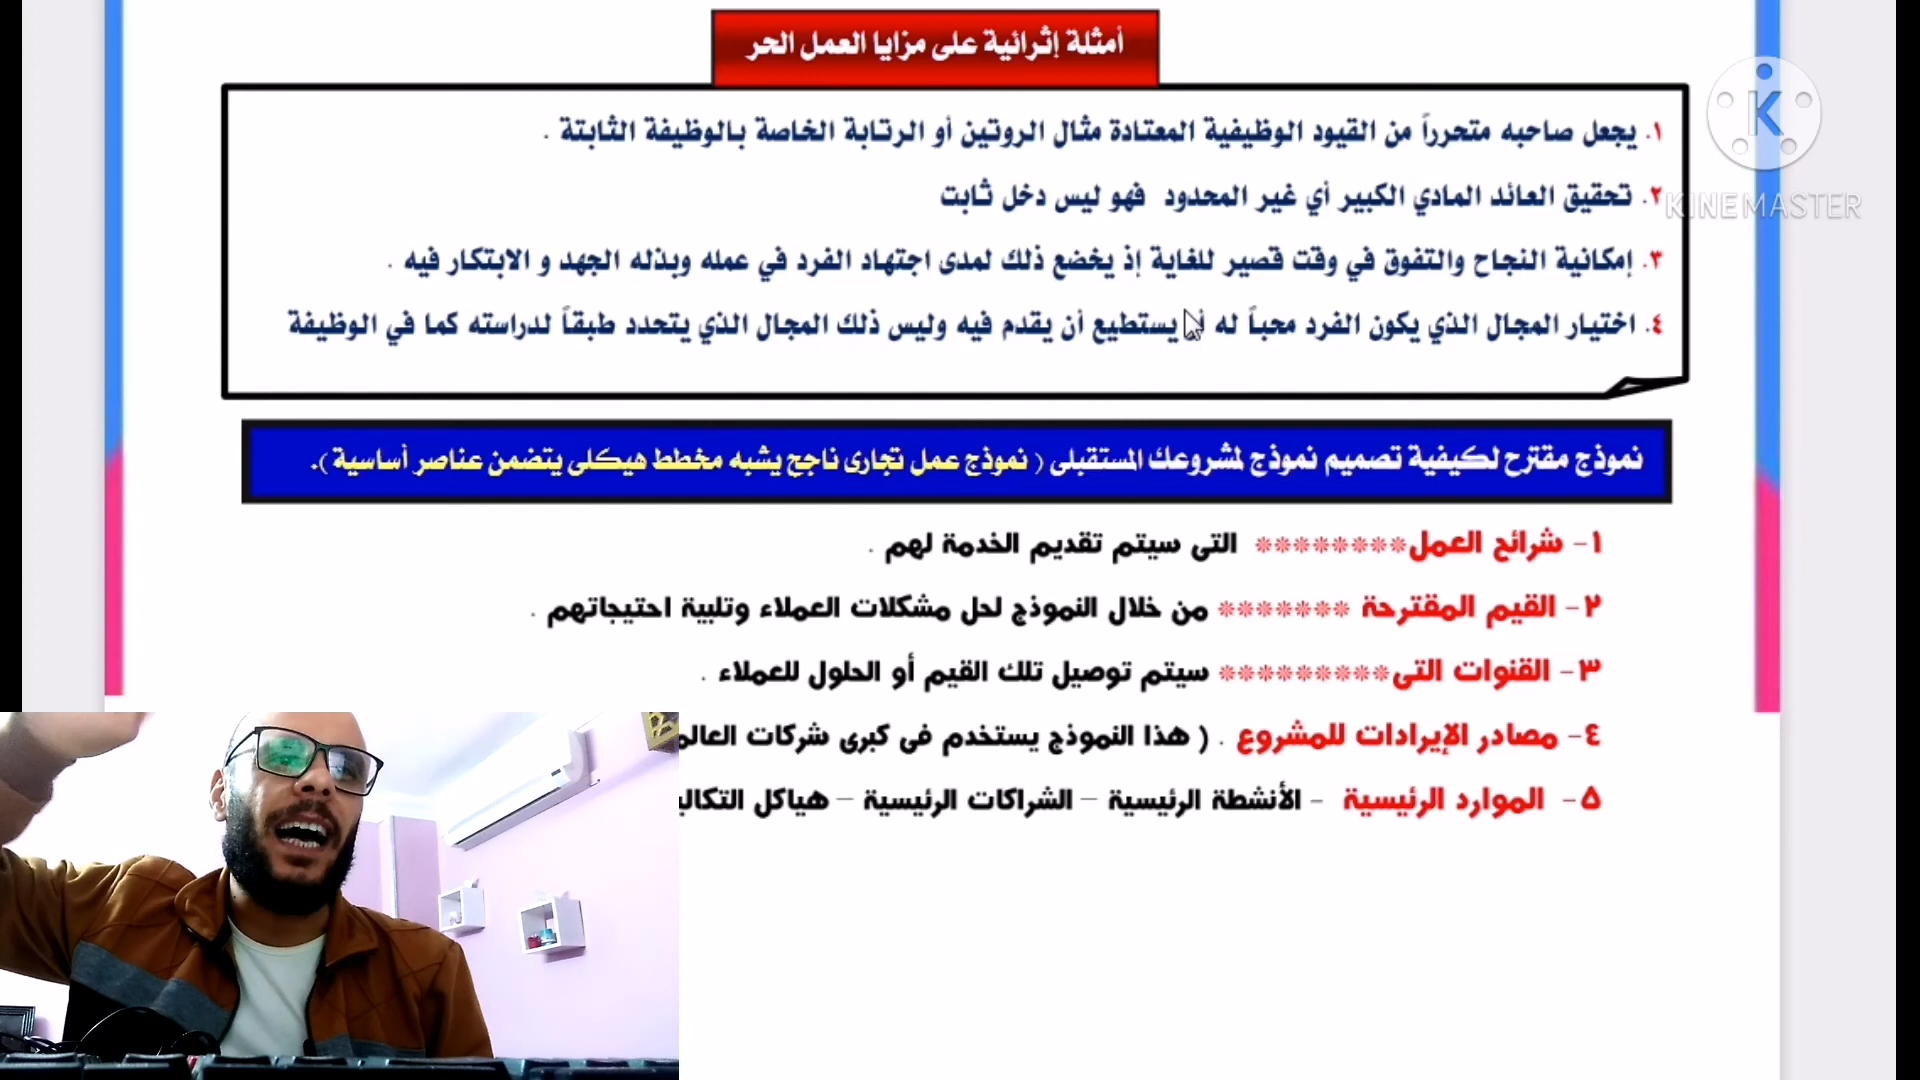 أمثلة إثرائية على مزايا العمل الحر
١. يجعل صاحبه متحرراً من القيود الوظيفية المعتادة مثال الروتين أو الرتابة الخاصة بالوظيفة الثابتة .
٢. تحقيق العائد المادي الكبير أي غير المحدود فهو ليس دخل ثابت
٣. إمكانية النجاح والتفوق في وقت قصير للغاية إذ يخضع ذلك لمدى اجتهاد الفرد في عمله وبذله الجهد و الابتكار فيه .
٤. اختيار المجال الذي يكون الفرد محباً له يستطيع أن يقدم فيه وليس ذلك المجال الذي يتحدد طبقاً لدراسته كما في الوظيفة
K
KINEMASTER
نموذج مقترح لكيفية تصميم نموذج لمشروعك المستقبلى ( نموذج عمل تجارى ناجح يشبه مخطط هيكلى يتضمن عناصر أساسية ).
١- شرائح العمل******** التى سيتم تقديم الخدمة لهم .
٢- القيم المقترحة ******* من خلال النموذج لحل مشكلات العملاء وتلبية احتيجاتهم .
٣- القنوات التى********* سيتم توصيل تلك القيم أو الحلول للعملاء .
٤- مصادر الإيرادات للمشروع . ( هذا النموذج يستخدم فى كبرى شركات العالم
٥- الموارد الرئيسية - الأنشطة الرئيسية – الشراكات الرئيسية – هياكل